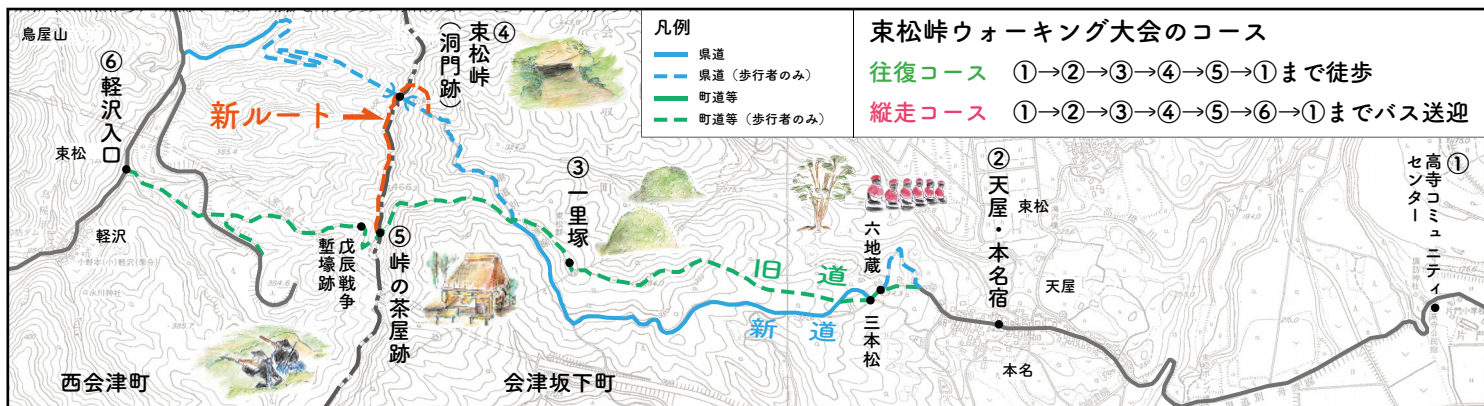 凡例
県道
県道（歩行者のみ）
町道等
町道等（歩行者のみ）
束松峠ウォーキング大会のコース
往復コース ①→②→③→④→⑤→①まで徒歩
縦走コース ①→②→③→④→⑤→⑥→①までバス送迎
鳥屋山
⑥軽沢入口
束松
軽沢
新ルート
④束松峠
（洞門跡）
戊辰戦争
塹壕跡
⑤峠の茶屋跡
③一里塚
旧道
新道
六地蔵
三本松
②天屋・本名宿
束松
天屋
本名
①高寺コミュニティ
センター
西会津町
会津坂下町